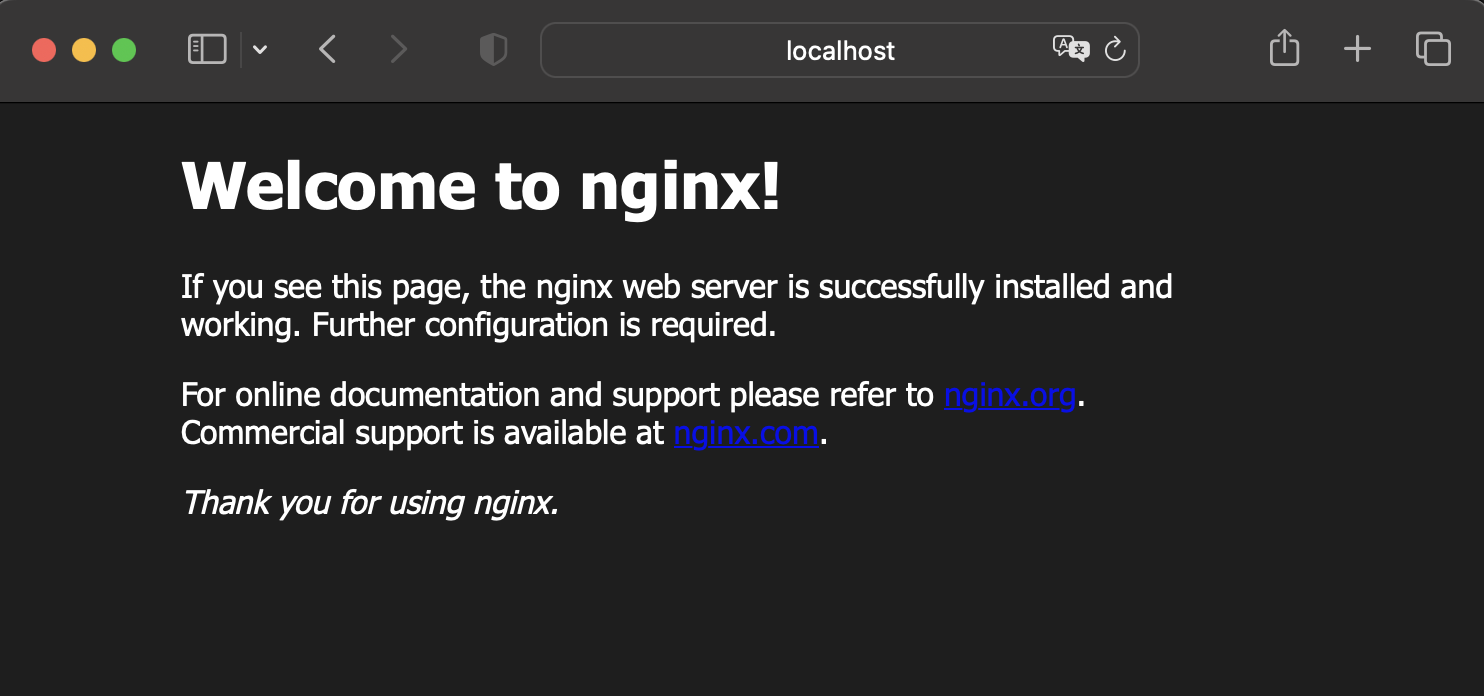 localhost
Welcome to nginx!
If you see this page, the nginx web server is successfully installed and
working. Further configuration is required.
For online documentation and support please refer to nginx.org.
Commercial support is available at nginx.com.
Thank you for using nginx.